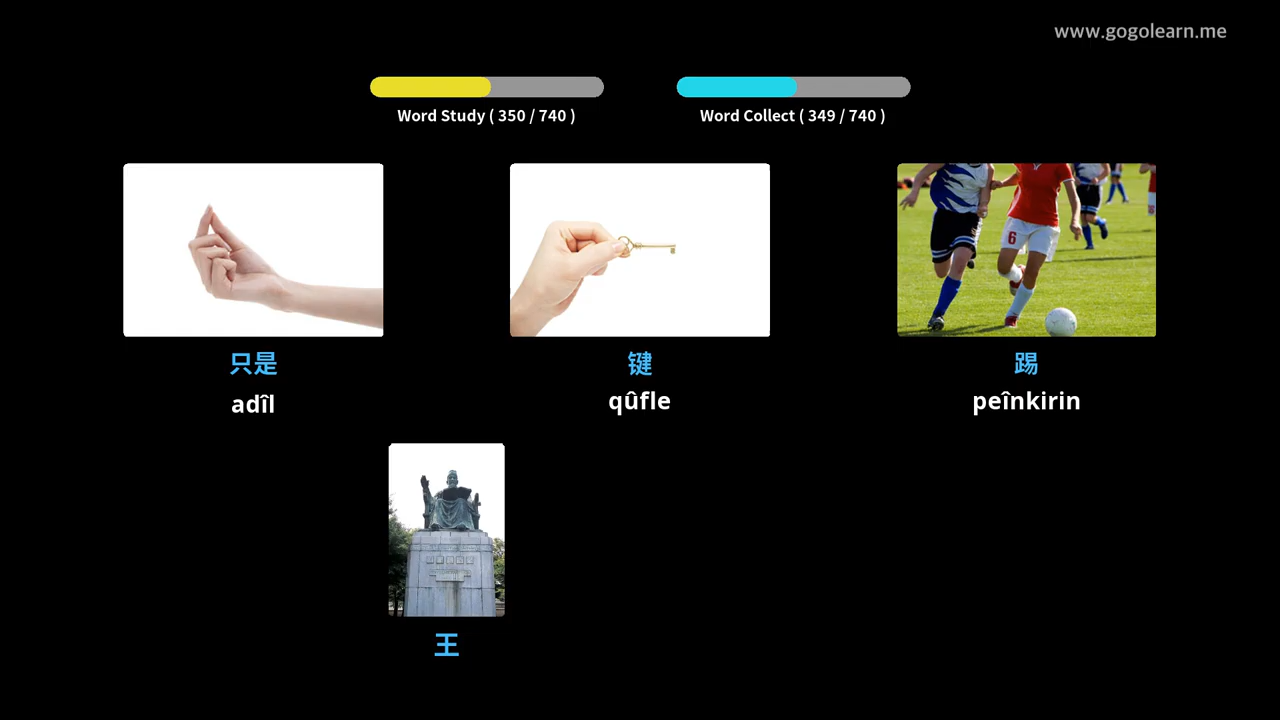 www.gogolearn.me
Word Study ( 350 / 740 )
Word Collect ( 349 / 740 )
6
只是
键
踢
adîl
qûfle
peînkirin
王